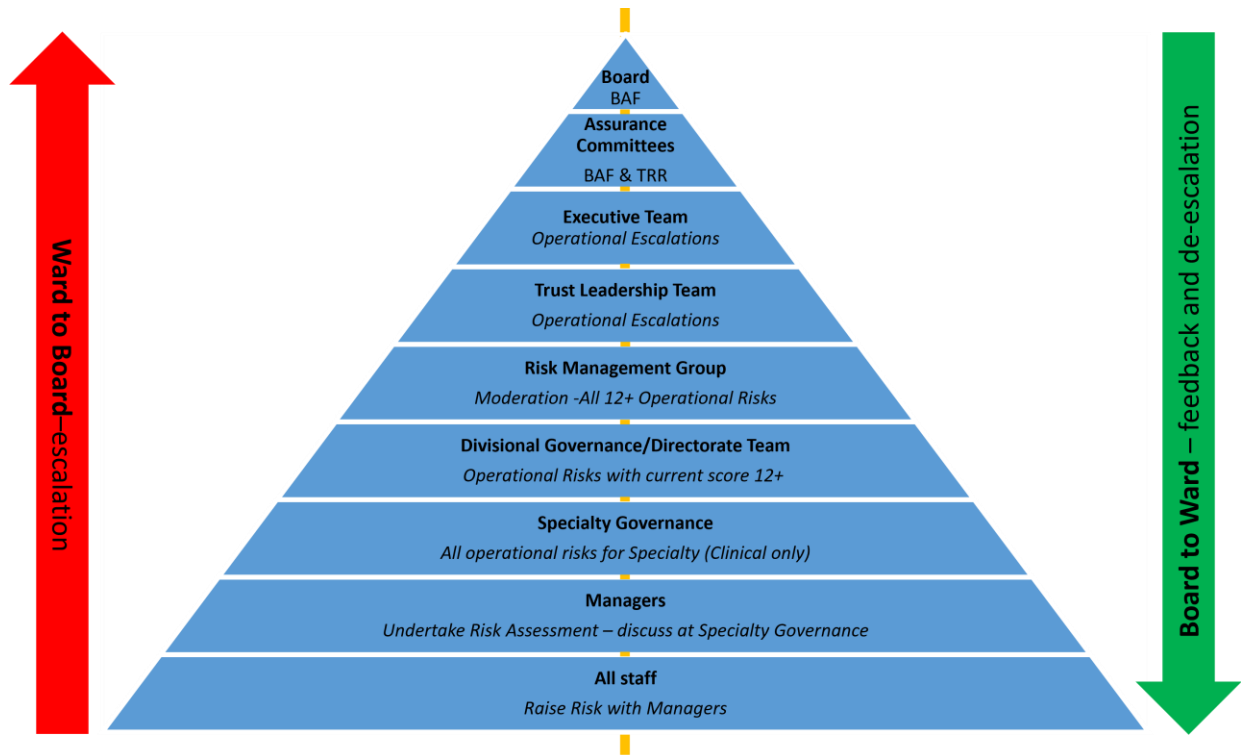 Board
BAF
Assurance
Committees
BAF & TRR
Executive Team
Operational Escalations
Trust Leadership Team
Operational Escalations
Risk Management Group
Moderation -All 12+ Operational Risks
Divisional Governance/Directorate Team
Operational Risks with current score 12+
Specialty Governance
All operational risks for Specialty (Clinical only)
Managers
Undertake Risk Assessment – discuss at Specialty Governance
All staff
Raise Risk with Managers
Ward to Board–escalation
Board to Ward – feedback and de-escalation